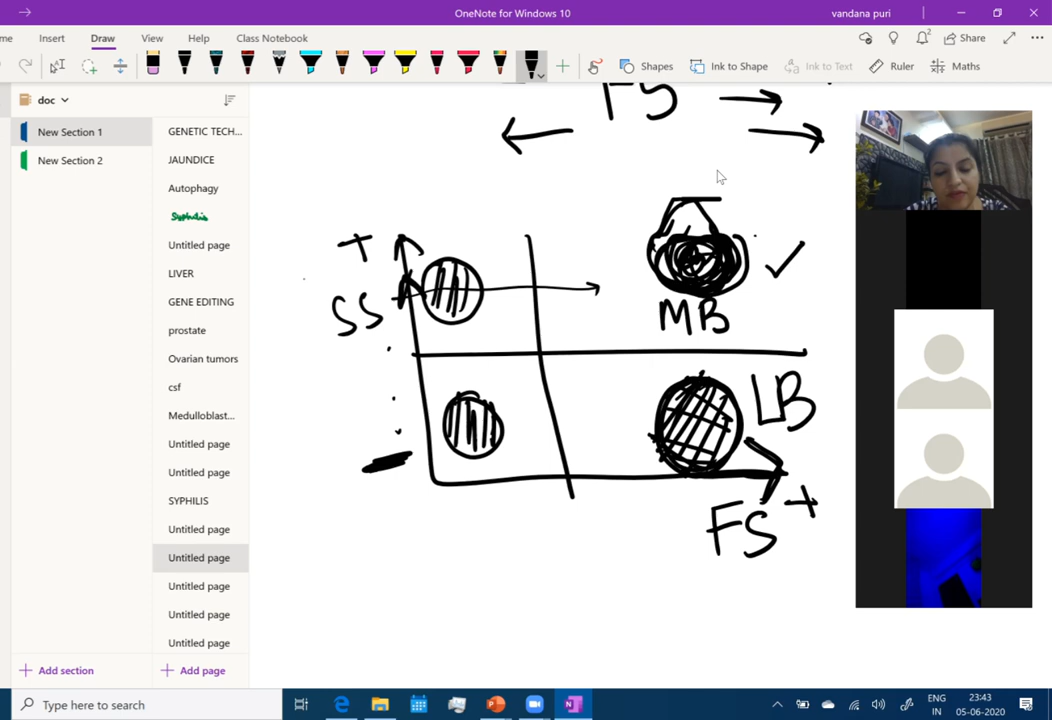 OneNote for Windows 10
vandana puri
me
Insert
Draw
View
Help
Class Notebook
Share
Shapes
Ink to Shape
Ink to Text
Ruler
Maths
doc
New Section 1
New Section 2
GENETIC TECH...
JAUNDICE
Autophagy
Syphilis
Untitled page
LIVER
GENE EDITING
prostate
Ovarian tumors
csf
Medulloblast...
Untitled page
Untitled page
SYPHILIS
Untitled page
Untitled page
Untitled page
Untitled page
Untitled page
Add section
Add page
FS
+
SS
MB
LB
FS +
Type here to search
ENG
IN
23:43
05-06-2020